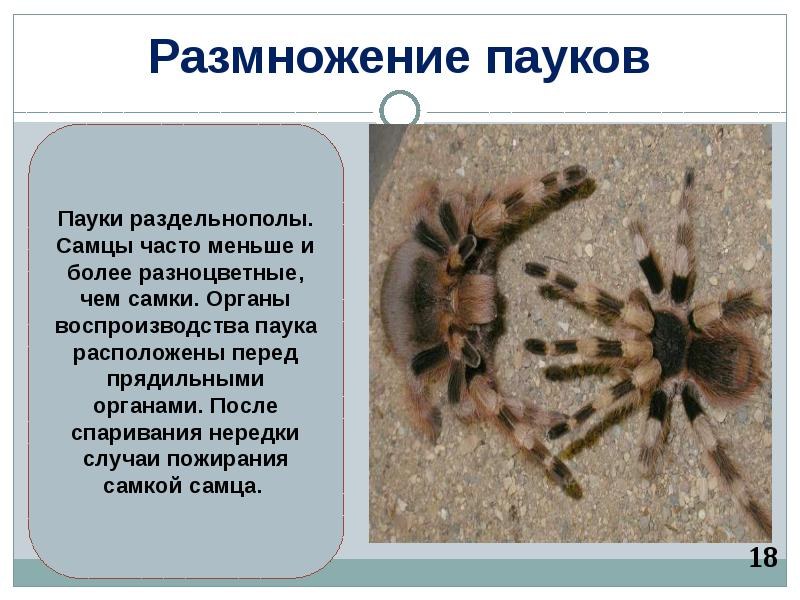 Размножение пауков
Пауки раздельнополы.
Самцы часто меньше и
более разноцветные,
чем самки. Органы
воспроизводства паука
расположены перед
прядильными
органами. После
спаривания нередки
случаи пожирания
самкой самца.
18